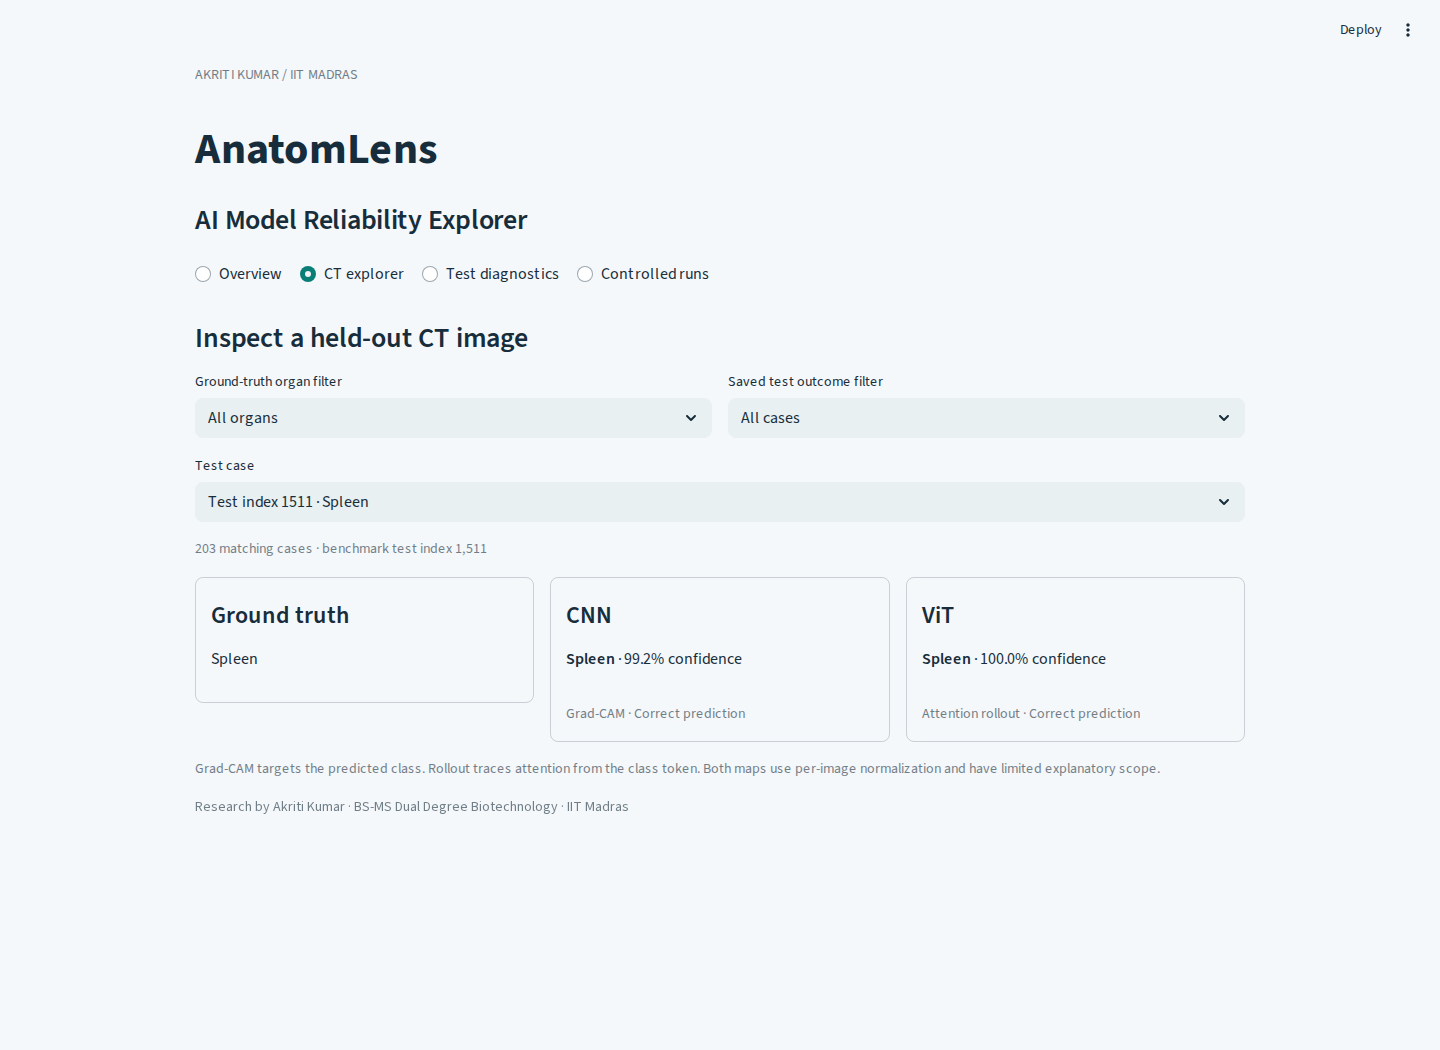 Deploy
AKRITI KUMAR / IIT MADRAS
AnatomLens
AI Model Reliability Explorer
Overview CT explorer Test diagnostics Controlled runs
Inspect a held-out CT image
Ground-truth organ filter
All organs
Saved test outcome filter
All cases
Test case
Test index 1511 · Spleen
203 matching cases · benchmark test index 1,511
Ground truth
Spleen
CNN
Spleen · 99.2% confidence
Grad-CAM · Correct prediction
ViT
Spleen · 100.0% confidence
Attention rollout · Correct prediction
Grad-CAM targets the predicted class. Rollout traces attention from the class token. Both maps use per-image normalization and have limited explanatory scope.
Research by Akriti Kumar · BS-MS Dual Degree Biotechnology · IIT Madras